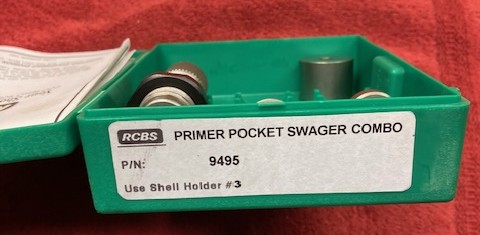 RCBS PRIMER POCKET SWAGER COMBO
P/N: 9495
Use Shell Holder #3